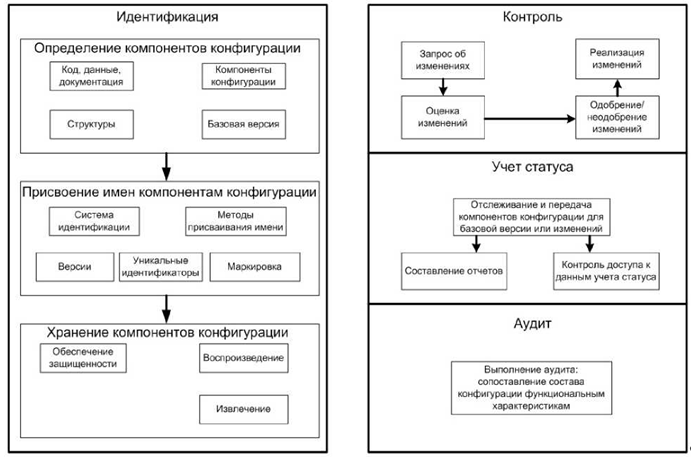 Идентификация
Определение компонентов конфигурации
Код, данные,
документация
Компоненты
конфигурации
Структуры
Базовая версия
Присвоение имен компонентам конфигурации
Система
идентификации
Методы
присваивания имени
Версии
Уникальные
идентификаторы
Маркировка
Хранение компонентов конфигурации
Обеспечение
защищенности
Воспроизведение
Извлечение
Контроль
Запрос об
изменениях
Реализация
изменений
Оценка
изменений
Одобрение/
неодобрение
изменений
Учет статуса
Отслеживание и передача
компонентов конфигурации для
базовой версии или изменений
Составление отчетов
Контроль доступа к
данным учета статуса
Аудит
Выполнение аудита:
сопоставление состава
конфигурации функциональным
характеристикам